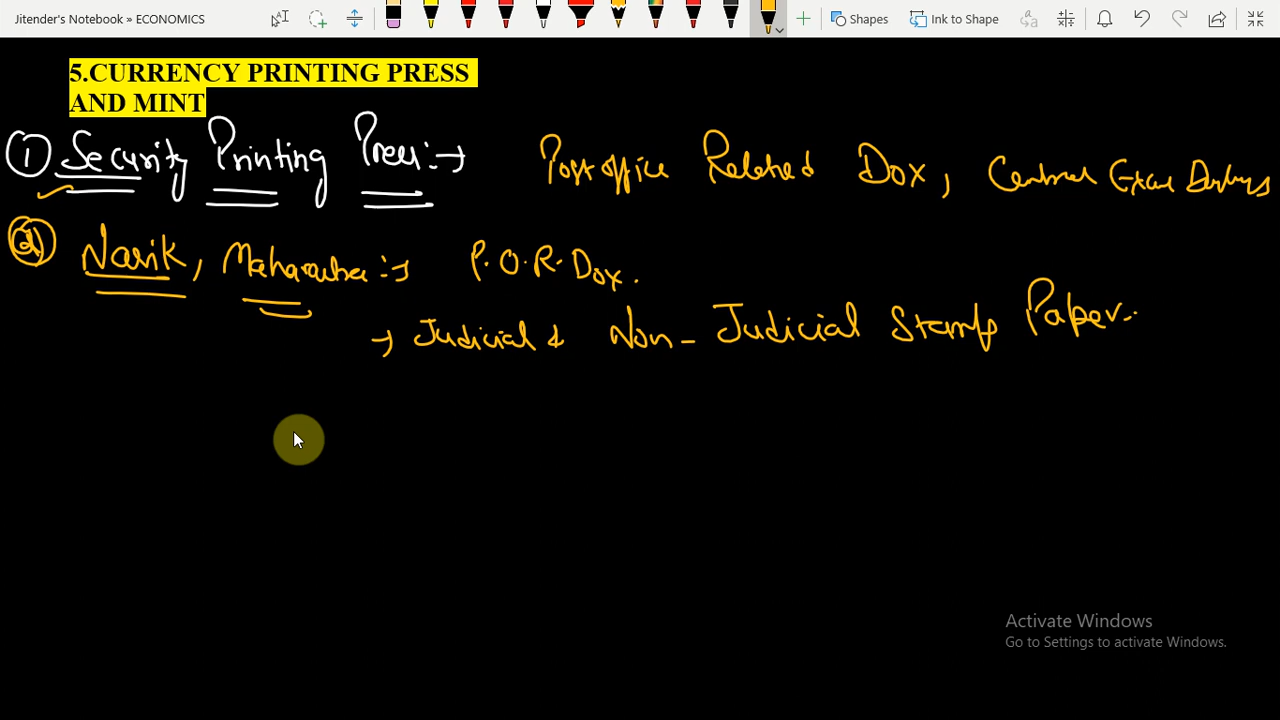 Jitender's Notebook » ECONOMICS
Shapes
Ink to Shape
5.CURRENCY PRINTING PRESS
AND MINT
① Security Printing Press:→ Post office Related Dox, Central
② Nasik, Maharashtra:→ P.O.R.Dox.
→ Judicial & Non-Judicial Stamp Paper.
Activate Windows
Go to Settings to activate Windows.